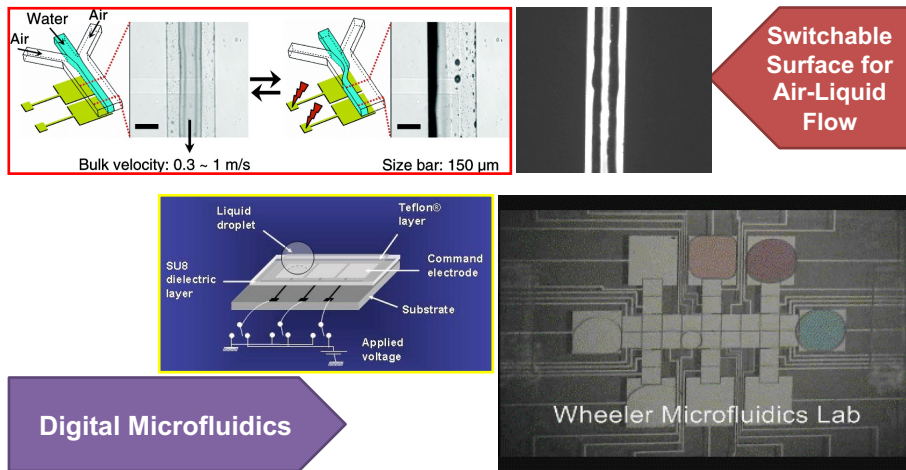 Water
Air
Air
Bulk velocity: 0.3 ~ 1 m/s
Size bar: 150 µm
Switchable
Surface for
Air-Liquid
Flow
Liquid
droplet
Teflon®
layer
SU8
dielectric
layer
Command
electrode
Substrate
Applied
voltage
Digital Microfluidics
Wheeler Microfluidics Lab